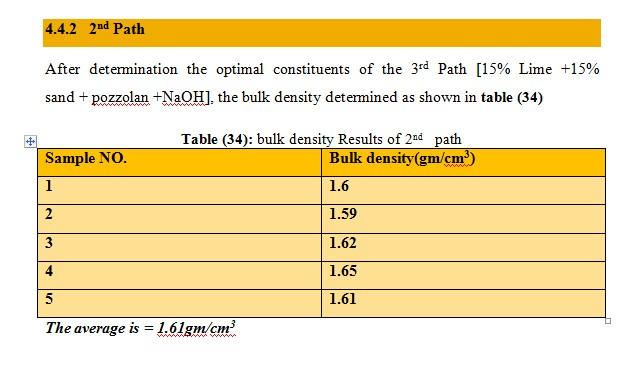 4.4.2 2nd Path
After determination the optimal constituents of the 3rd Path [15% Lime +15%
sand + pozzolan +NaOH], the bulk density determined as shown in table (34)
Table (34): bulk density Results of 2nd path
Sample NO. Bulk density(gm/cm³)
1 1.6
2 1.59
3 1.62
4 1.65
5 1.61
The average is = 1.61gm/cm³